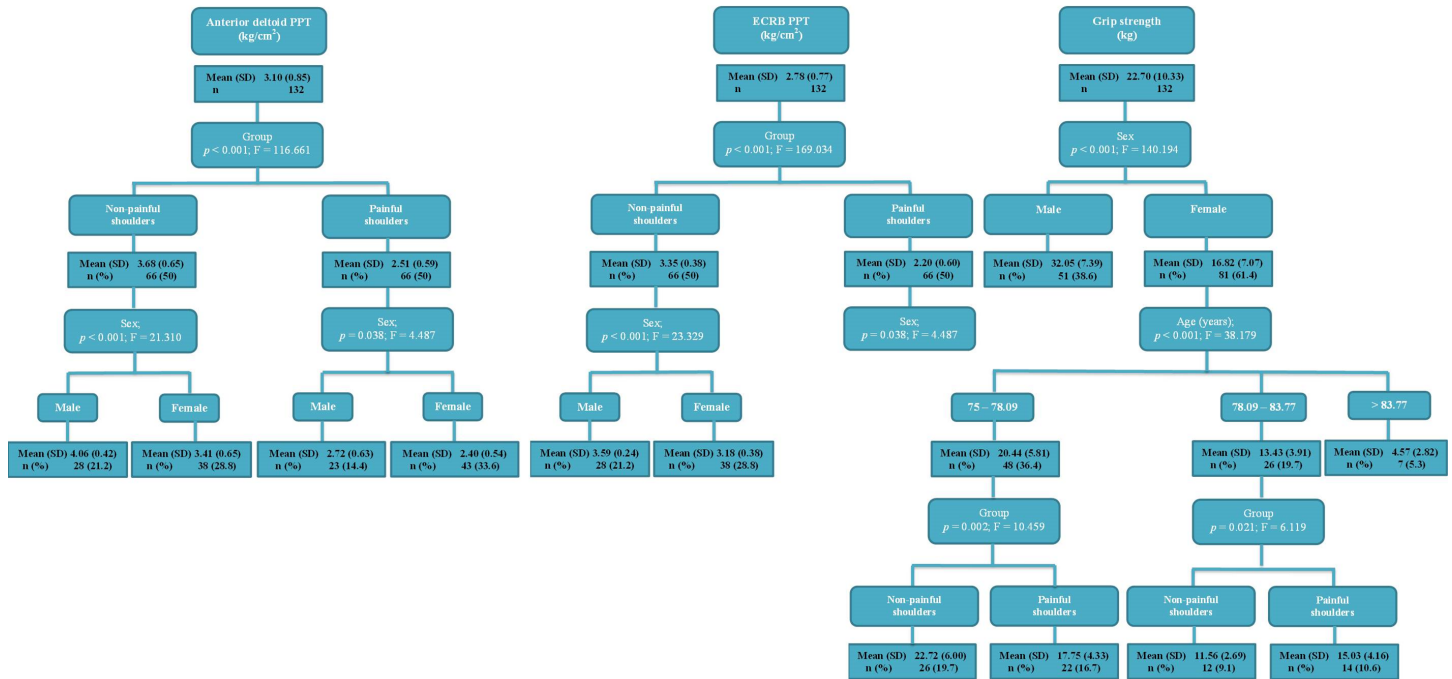 Anterior deltoid PPT
(kg/cm²)
Mean (SD) 3.10 (0.85)
n 132
Group
p < 0.001; F = 116.661
Non-painful
shoulders
Mean (SD) 3.68 (0.65)
n (%) 66 (50)
Sex;
p < 0.001; F = 21.310
Male
Mean (SD) 4.06 (0.42)
n (%) 28 (21.2)
Female
Mean (SD) 3.41 (0.65)
n (%) 38 (28.8)
Painful
shoulders
Mean (SD) 2.51 (0.59)
n (%) 66 (50)
Sex;
p = 0.038; F = 4.487
Male
Mean (SD) 2.72 (0.63)
n (%) 23 (14.4)
Female
Mean (SD) 2.40 (0.54)
n (%) 43 (33.6)
ECRB PPT
(kg/cm²)
Mean (SD) 2.78 (0.77)
n 132
Group
p < 0.001; F = 169.034
Non-painful
shoulders
Mean (SD) 3.35 (0.38)
n (%) 66 (50)
Sex;
p < 0.001; F = 23.329
Male
Mean (SD) 3.59 (0.24)
n (%) 28 (21.2)
Female
Mean (SD) 3.18 (0.38)
n (%) 38 (28.8)
Painful
shoulders
Mean (SD) 2.20 (0.60)
n (%) 66 (50)
Sex;
p = 0.038; F = 4.487
Grip strength
(kg)
Mean (SD) 22.70 (10.33)
n 132
Sex
p < 0.001; F = 140.194
Male
Mean (SD) 32.05 (7.39)
n (%) 51 (38.6)
Female
Mean (SD) 16.82 (7.07)
n (%) 81 (61.4)
Age (years);
p < 0.001; F = 38.179
75 – 78.09
Mean (SD) 20.44 (5.81)
n (%) 48 (36.4)
Group
p = 0.002; F = 10.459
Non-painful
shoulders
Mean (SD) 22.72 (6.00)
n (%) 26 (19.7)
Painful
shoulders
Mean (SD) 17.75 (4.33)
n (%) 22 (16.7)
78.09 – 83.77
Mean (SD) 13.43 (3.91)
n (%) 26 (19.7)
Group
p = 0.021; F = 6.119
Non-painful
shoulders
Mean (SD) 11.56 (2.69)
n (%) 12 (9.1)
Painful
shoulders
Mean (SD) 15.03 (4.16)
n (%) 14 (10.6)
> 83.77
Mean (SD) 4.57 (2.82)
n (%) 7 (5.3)